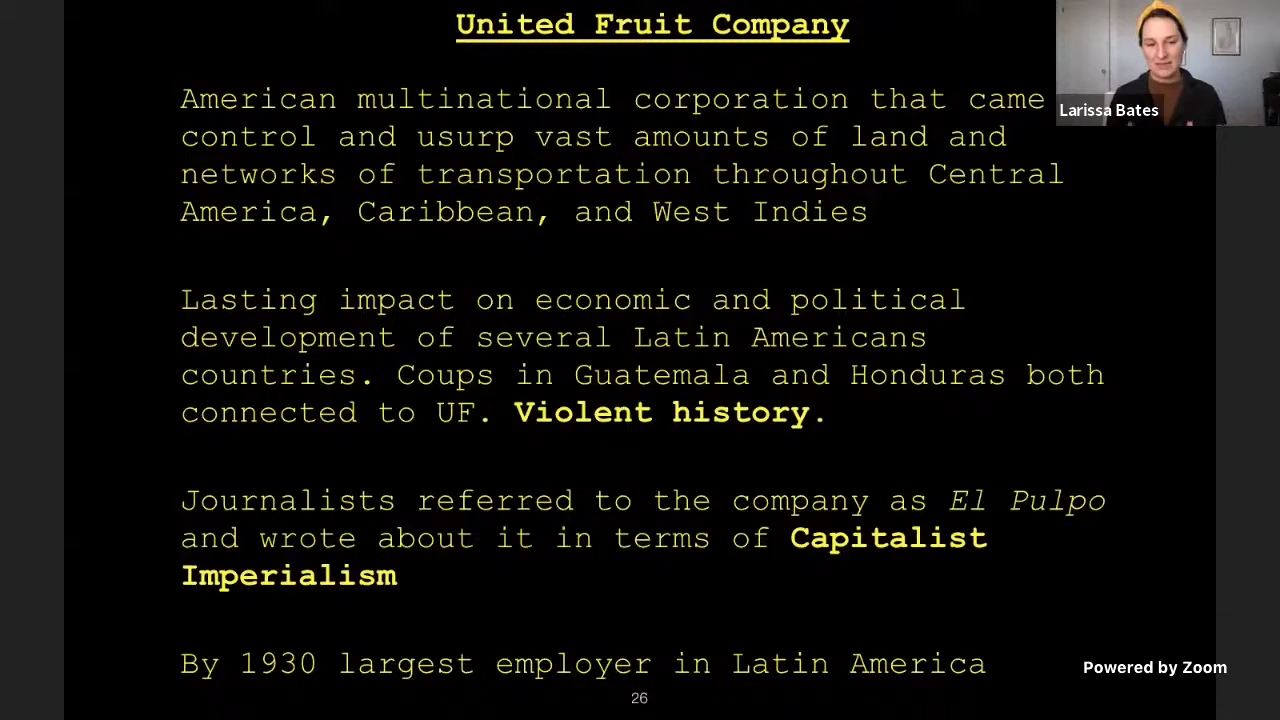 United Fruit Company
American multinational corporation that came
control and usurp vast amounts of land and
networks of transportation throughout Central
America, Caribbean, and West Indies
Lasting impact on economic and political
development of several Latin Americans
countries. Coups in Guatemala and Honduras both
connected to UF. Violent history.
Journalists referred to the company as El Pulpo
and wrote about it in terms of Capitalist
Imperialism
By 1930 largest employer in Latin America
26
Larissa Bates
Powered by Zoom